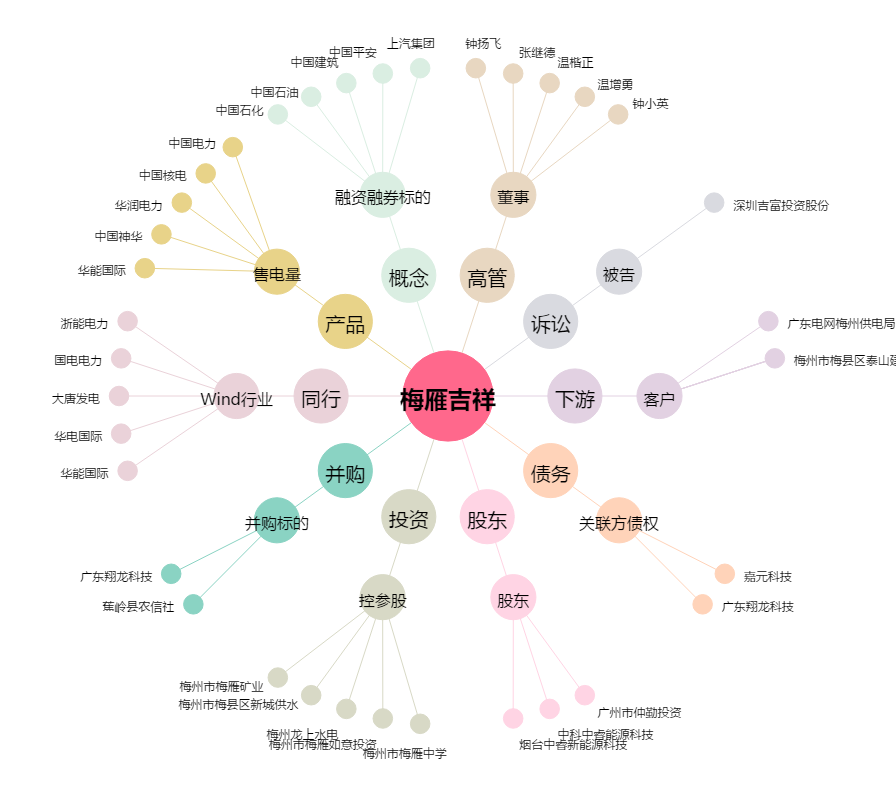 上汽集团
钟扬飞
中国平安
张继德
中国建筑
温楷正
中国石油
温增勇
中国石化
钟小英
中国电力
中国核电
融资融券标的
董事
华润电力
深圳吉富投资股份
中国神华
华能国际
售电量
概念
高管
被告
浙能电力
产品
诉讼
广东电网梅州供电局
国电电力
梅州市梅县区泰山建
大唐发电
Wind行业
同行
梅雁吉祥
下游
客户
华电国际
华能国际
并购
债务
并购标的
投资
股东
关联方债权
广东翔龙科技
嘉元科技
蕉岭县农信社
控参股
股东
广东翔龙科技
梅州市梅雁矿业
梅州市梅县区新城供水
广州市仲勋投资
梅州龙上水电
中科中睿能源科技
梅州市梅雁如意投资
烟台中睿新能源科技
梅州市梅雁中学